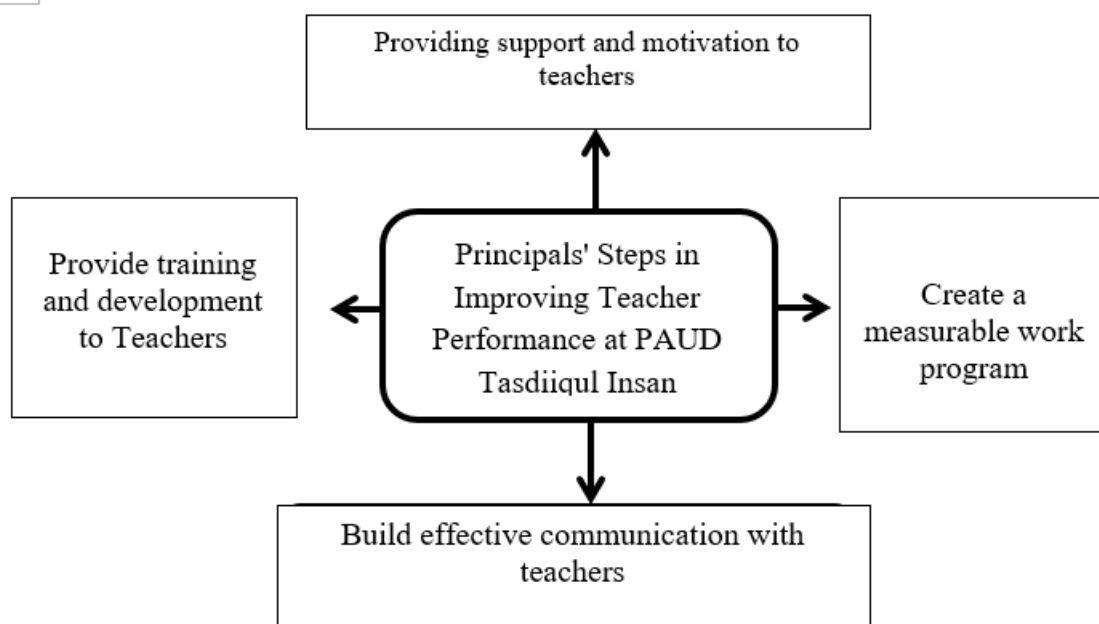 Providing support and motivation to
teachers
Provide training
and development
to Teachers
Principals' Steps in
Improving Teacher
Performance at PAUD
Tasdiiqul Insan
Create a
measurable work
program
Build effective communication with
teachers